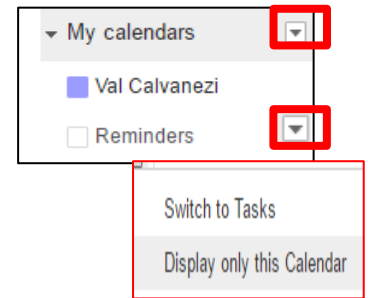 My calendars
Val Calvanezi
Reminders
Switch to Tasks
Display only this Calendar